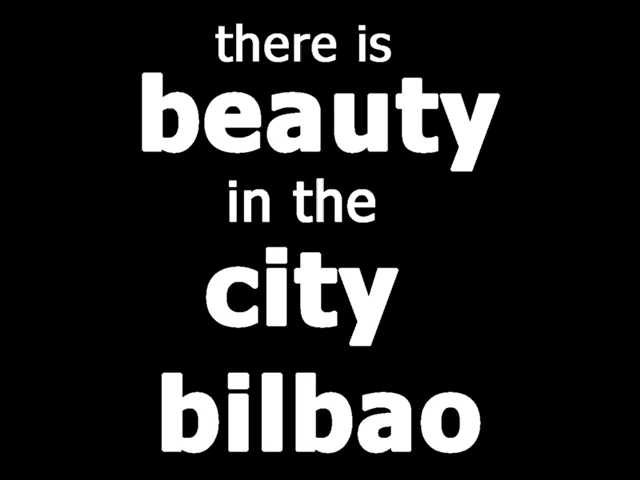 there is
beauty
in the
city
bilbao